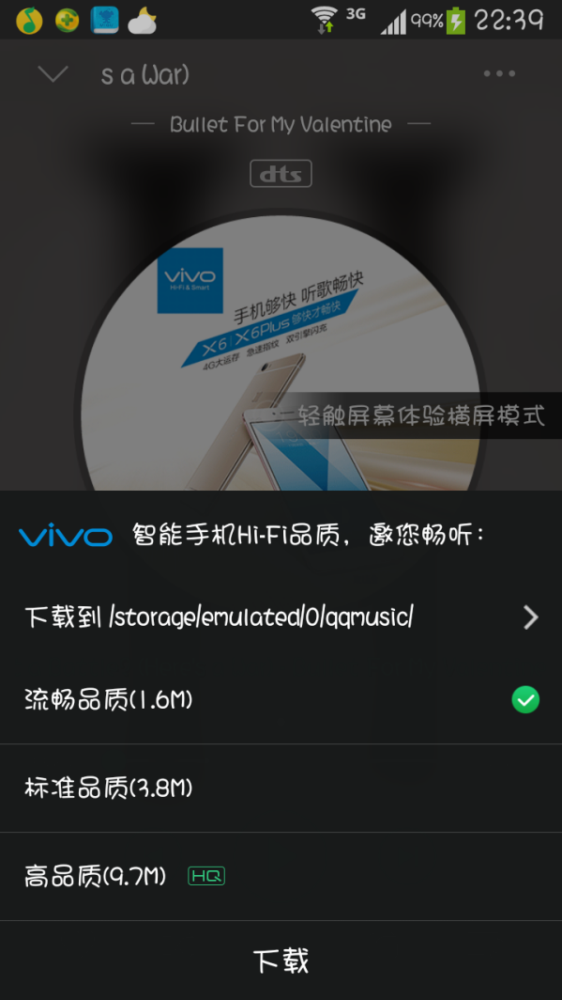 3G 99% 22:39
s a War)
Bullet For My Valentine
dts
vivo
Hi-Fi & Smart
手机够快 听歌畅快
X6 | X6Plus 够快才畅快
4G大运存 急速指纹 双引擎闪充
轻触屏幕体验横屏模式
vivo 智能手机Hi-Fi品质，邀您畅听：
下载到 /storage/emulated/0/qqmusic/
流畅品质(1.6M)
标准品质(3.8M)
高品质(9.7M) HQ
下载